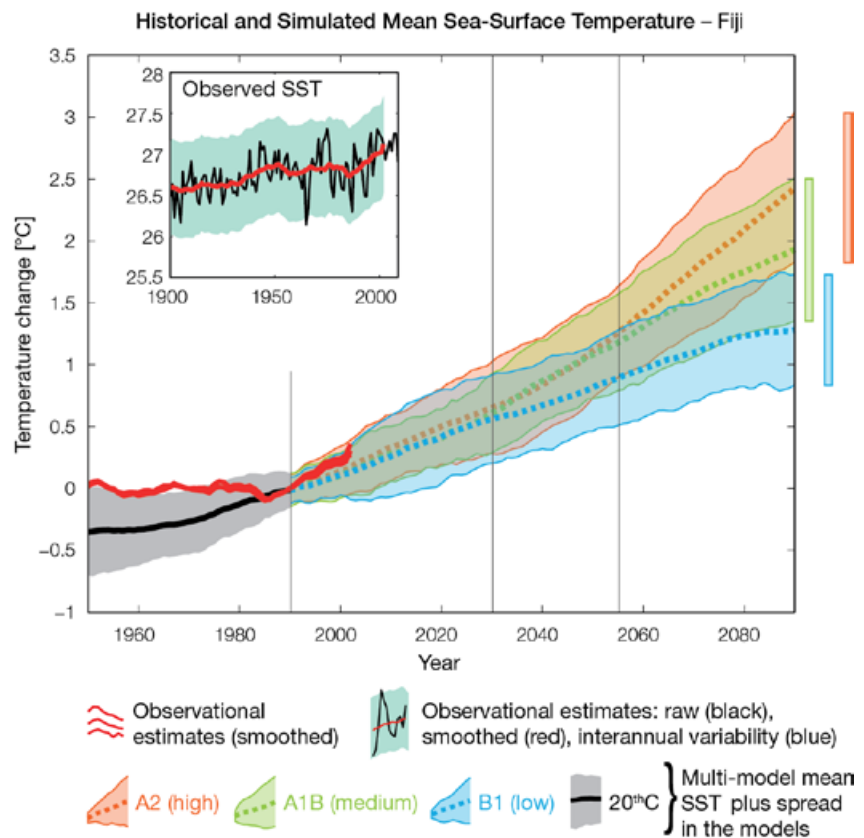 Historical and Simulated Mean Sea-Surface Temperature – Fiji
3.5
3
2.5
2
1.5
1
0.5
0
−0.5
−1
Temperature change [°C]
28
27.5
27
26.5
26
25.5
Observed SST
1900
1950
2000
1960
1980
2000
2020
2040
2060
2080
Year
Observational
estimates (smoothed)
Observational estimates: raw (black),
smoothed (red), interannual variability (blue)
A2 (high)
A1B (medium)
B1 (low)
20thC
Multi-model mean
SST plus spread
in the models